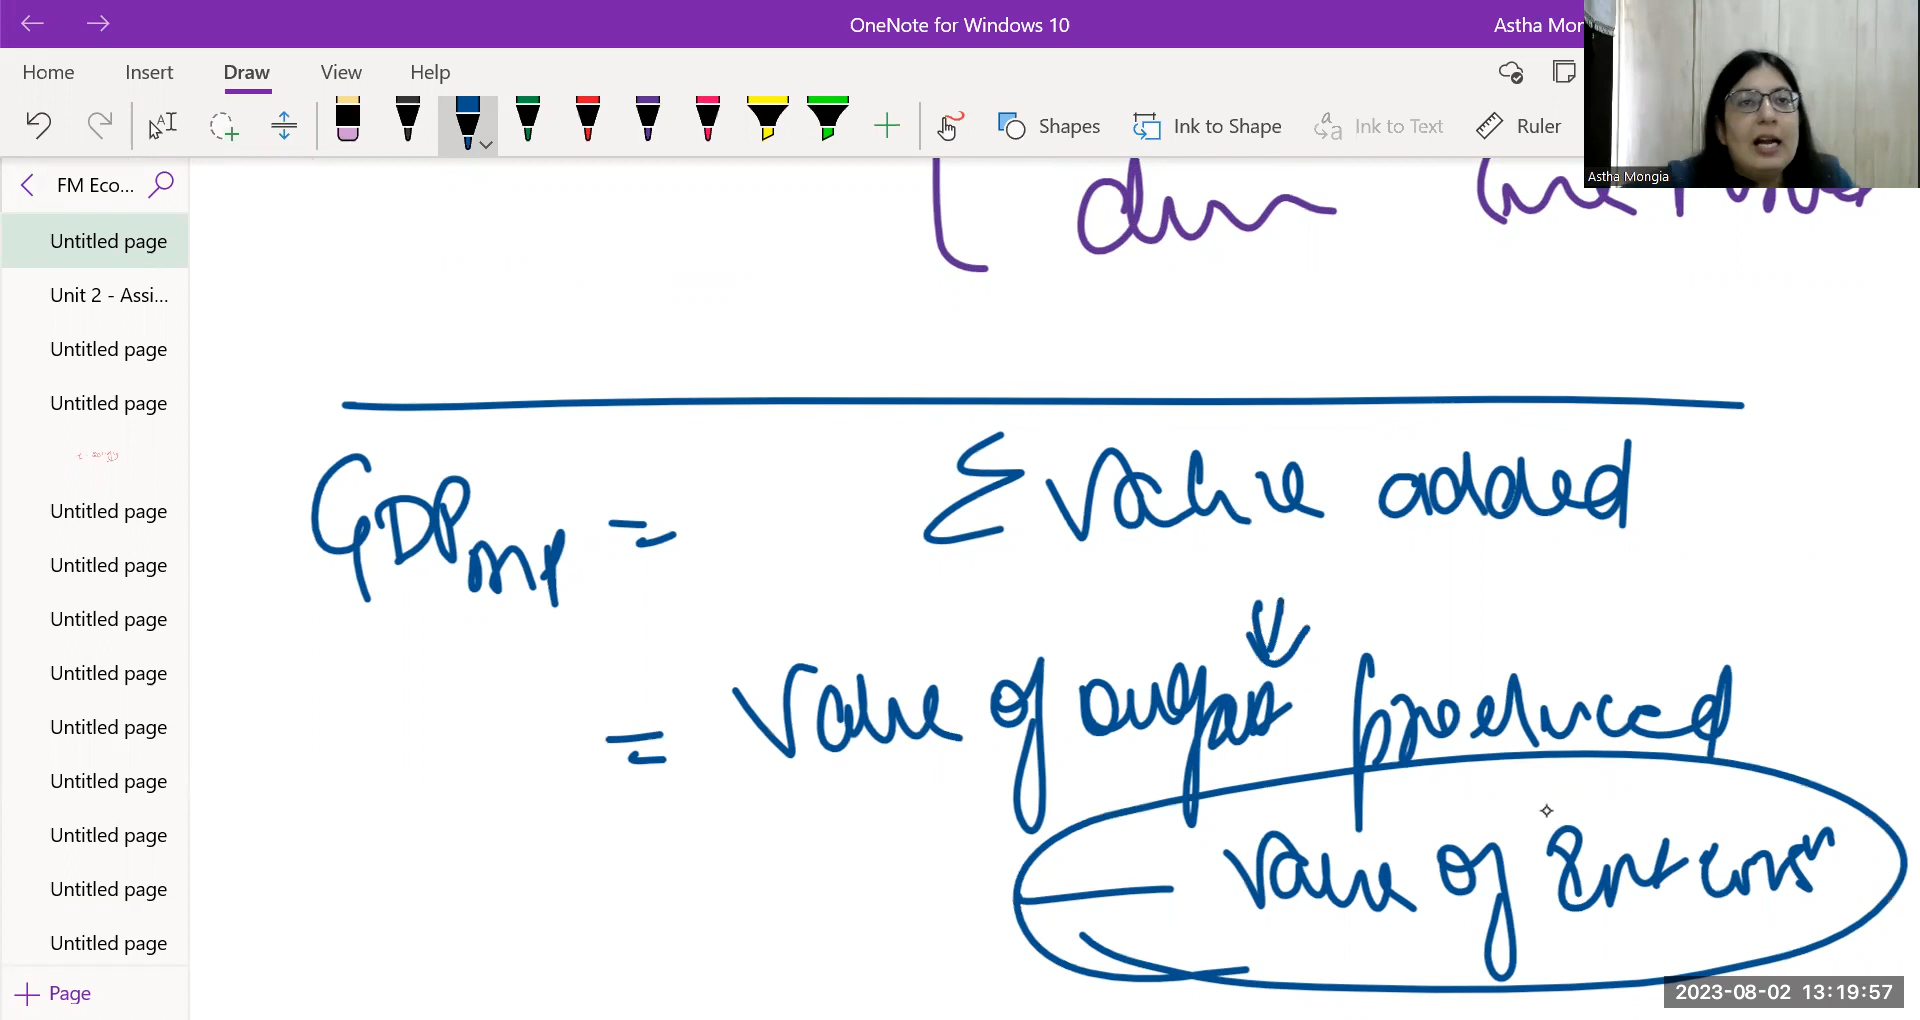 OneNote for Windows 10
Astha Mon
Home Insert Draw View Help
Shapes Ink to Shape Ink to Text Ruler
Astha Mongia
FM Eco...
Untitled page
Unit 2 - Assi...
Untitled page
Untitled page
Untitled page
Untitled page
Untitled page
Untitled page
Untitled page
Untitled page
Untitled page
Untitled page
Untitled page
Page
GDPmp = Σ Value added
= Value of output produced
— Value of Int consn
2023-08-02 13:19:57